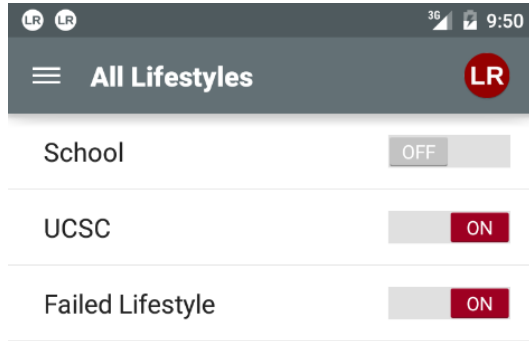 LR LR 3G 9:50
All Lifestyles LR
School OFF
UCSC ON
Failed Lifestyle ON